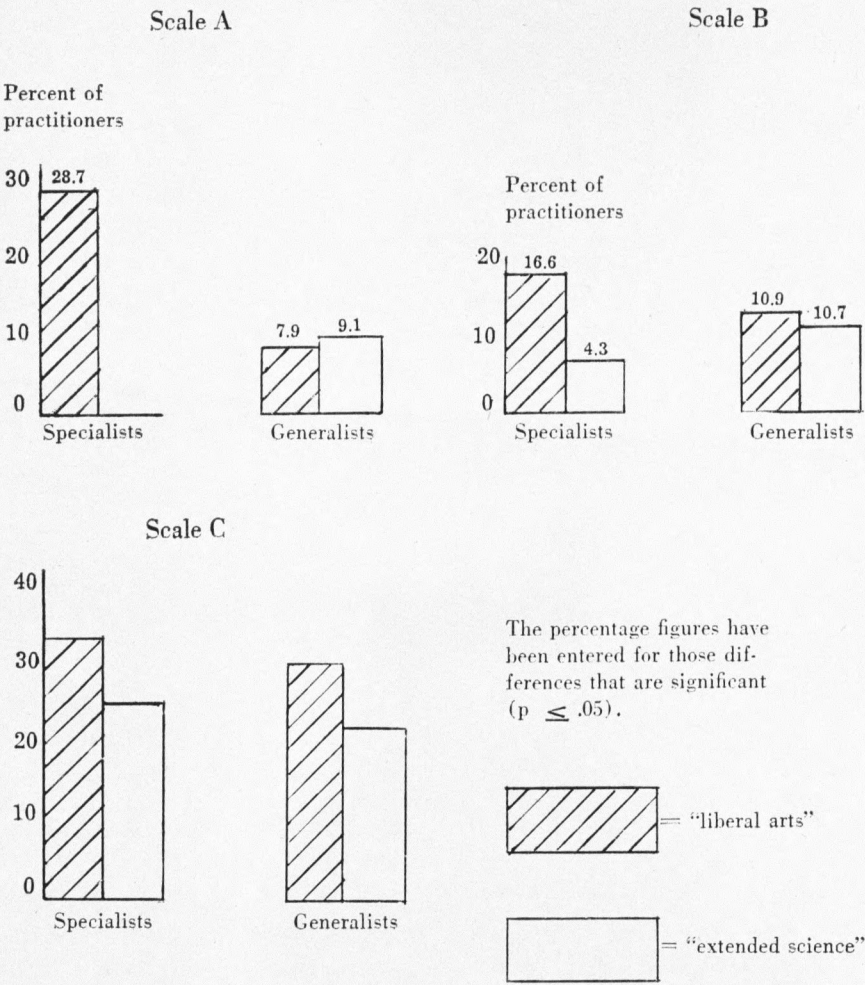 Scale A
Percent of
practitioners
30
28.7
20
10
7.9
9.1
0
Specialists
Generalists
Scale B
Percent of
practitioners
20
16.6
10
4.3
10.9
10.7
0
Specialists
Generalists
Scale C
40
30
20
10
0
Specialists
Generalists
The percentage figures have
been entered for those dif-
ferences that are significant
(p ≤ .05).
= "liberal arts"
= "extended science"